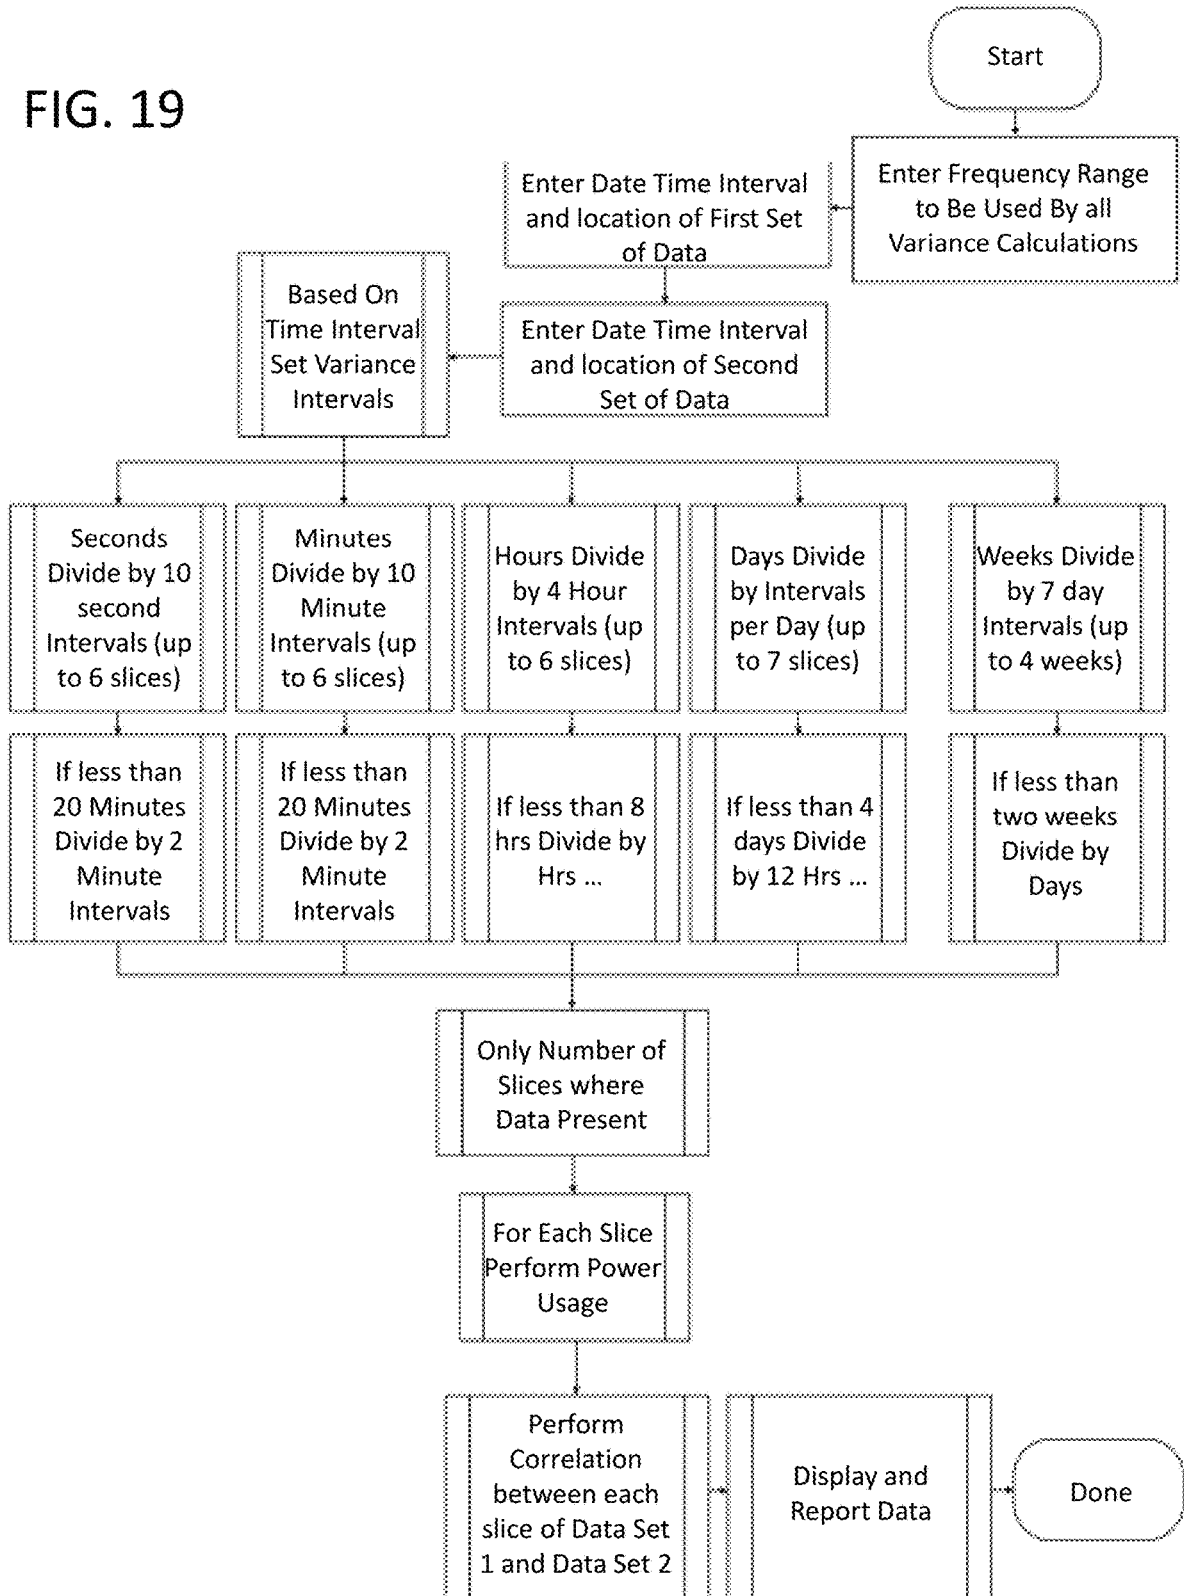 FIG. 19
Start
Enter Frequency Range
to Be Used By all
Variance Calculations
Enter Date Time Interval
and location of First Set
of Data
Enter Date Time Interval
and location of Second
Set of Data
Based On
Time Interval
Set Variance
Intervals
Seconds
Divide by 10
second
Intervals (up
to 6 slices)
Minutes
Divide by 10
Minute
Intervals (up
to 6 slices)
Hours Divide
by 4 Hour
Intervals (up
to 6 slices)
Days Divide
by Intervals
per Day (up
to 7 slices)
Weeks Divide
by 7 day
Intervals (up
to 4 weeks)
If less than
20 Minutes
Divide by 2
Minute
Intervals
If less than
20 Minutes
Divide by 2
Minute
Intervals
If less than 8
hrs Divide by
Hrs ...
If less than 4
days Divide
by 12 Hrs ...
If less than
two weeks
Divide by
Days
Only Number of
Slices where
Data Present
For Each Slice
Perform Power
Usage
Perform
Correlation
between each
slice of Data Set
1 and Data Set 2
Display and
Report Data
Done